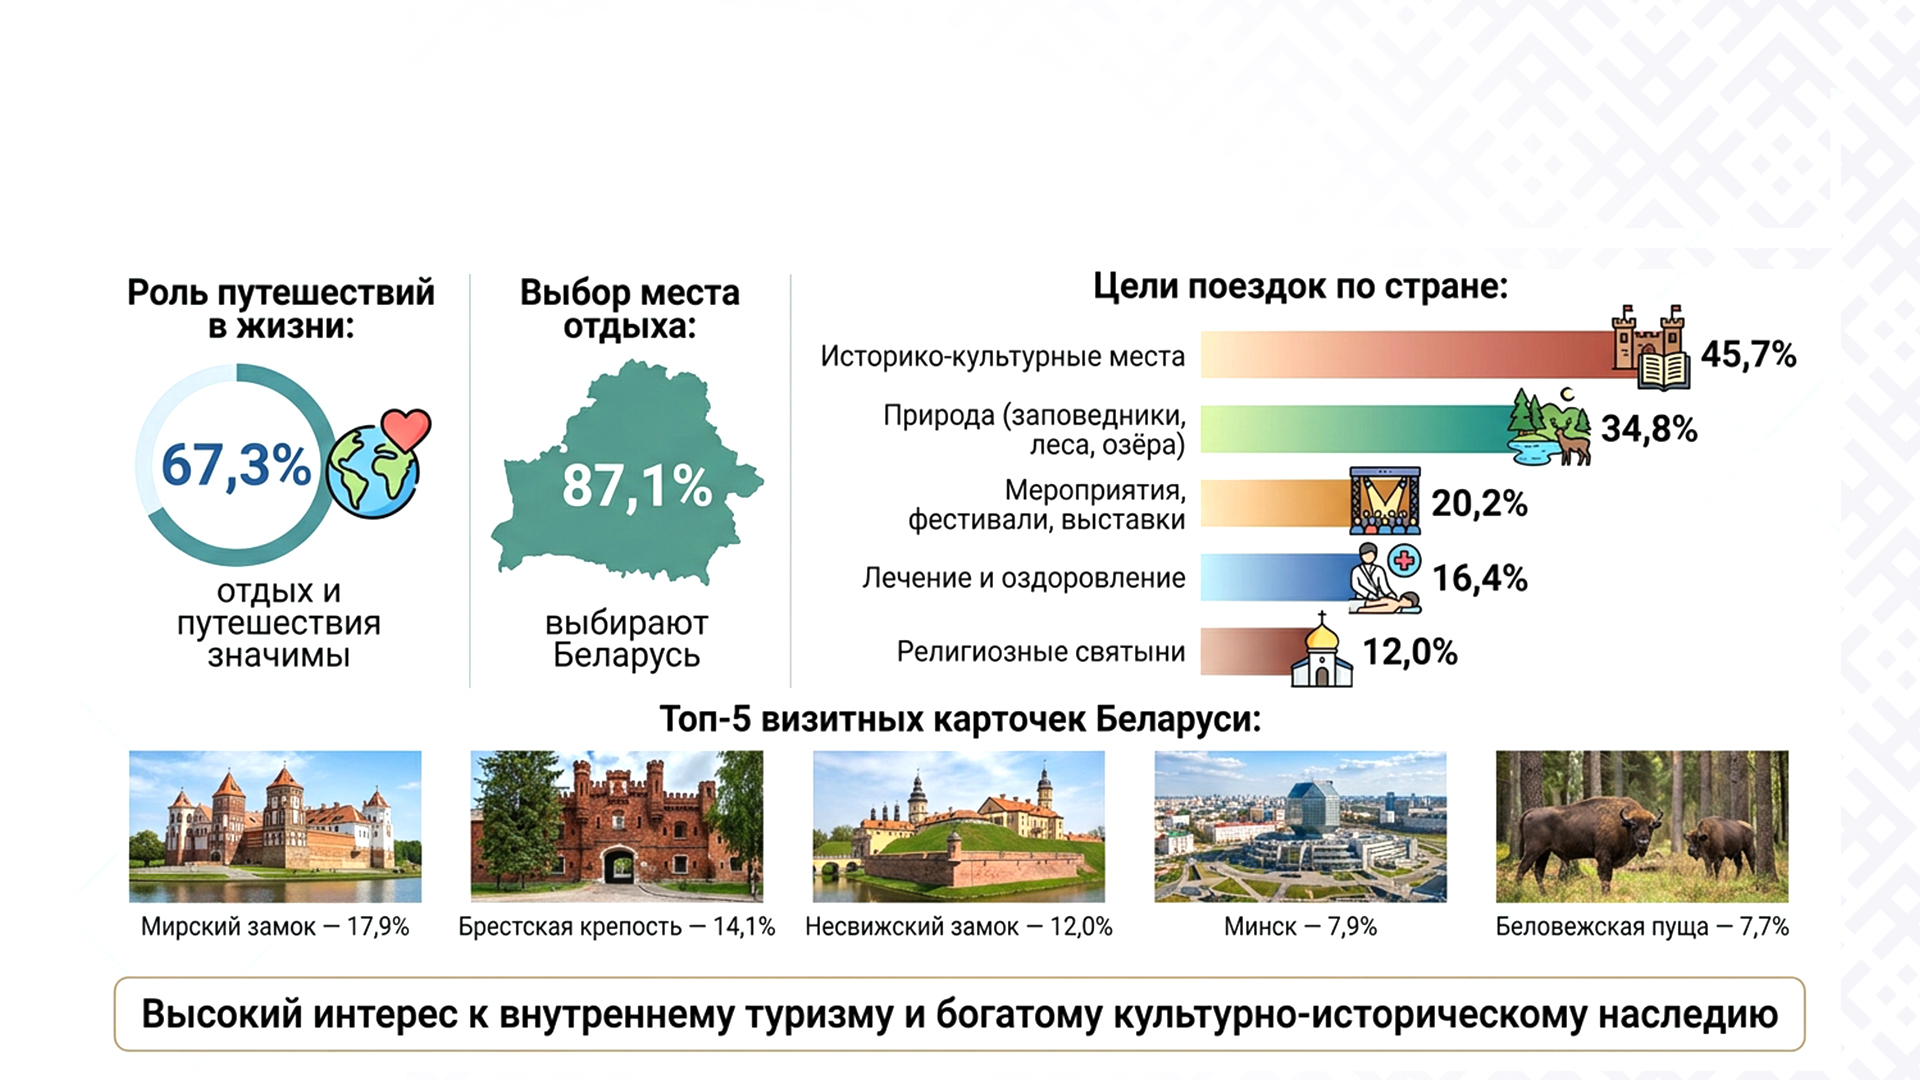 Роль путешествий
в жизни:
67,3%
отдых и
путешествия
значимы
Выбор места
отдыха:
87,1%
выбирают
Беларусь
Цели поездок по стране:
Историко-культурные места
45,7%
Природа (заповедники,
леса, озёра)
34,8%
Мероприятия,
фестивали, выставки
20,2%
Лечение и оздоровление
16,4%
Религиозные святыни
12,0%
Топ-5 визитных карточек Беларуси:
Мирский замок — 17,9%
Брестская крепость — 14,1%
Несвижский замок — 12,0%
Минск — 7,9%
Беловежская пуща — 7,7%
Высокий интерес к внутреннему туризму и богатому культурно-историческому наследию